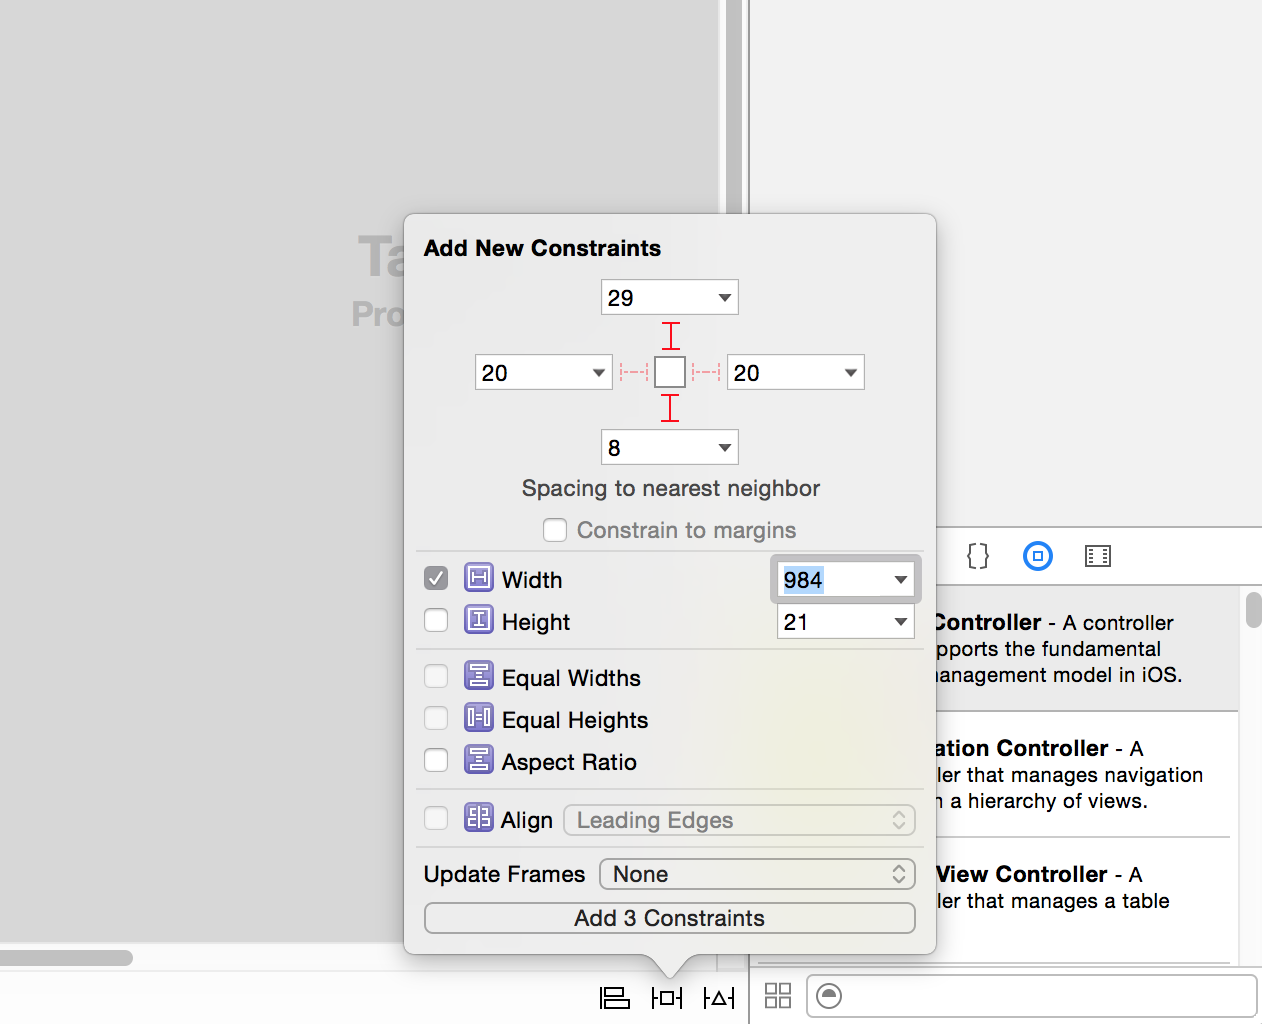 Ta
Pro
Add New Constraints
29
20
20
8
Spacing to nearest neighbor
Constrain to margins
Width
984
Height
21
Equal Widths
Equal Heights
Aspect Ratio
Align
Leading Edges
Update Frames
None
Add 3 Constraints
{}
Controller - A controller
pports the fundamental
anagement model in iOS.
ation Controller - A
ler that manages navigation
a hierarchy of views.
View Controller - A
ler that manages a table